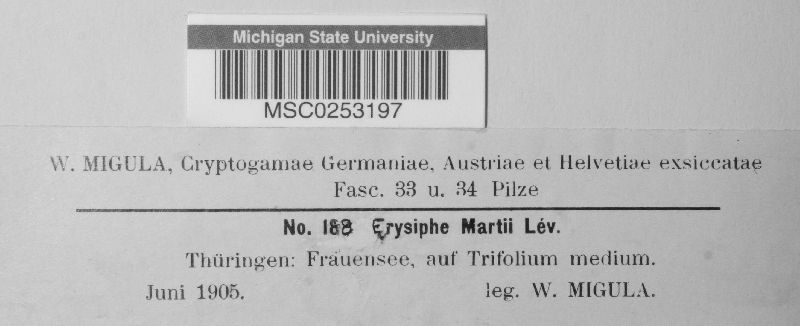 Michigan State University
MSC0253197
W. MIGULA, Cryptogamae Germaniae, Austriae et Helvetiae exsiccatae
Fasc. 33 u. 34 Pilze
No. 188 Erysiphe Martii Lév.
Thüringen: Frauensee, auf Trifolium medium.
Juni 1905. leg. W. MIGULA.